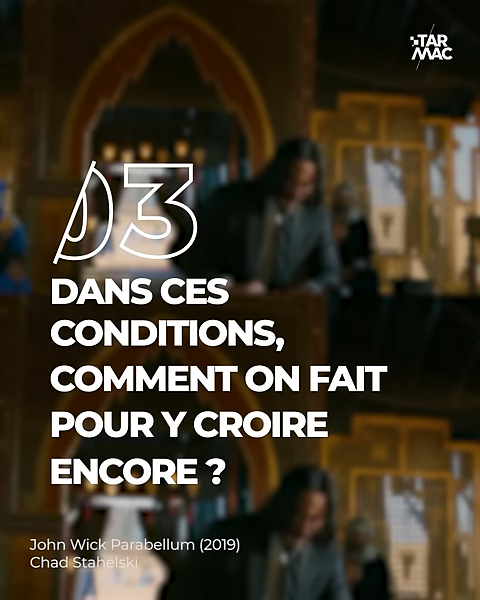 TAR
MAC
03
DANS CES
CONDITIONS,
COMMENT ON FAIT
POUR Y CROIRE
ENCORE ?
John Wick Parabellum (2019)
Chad Stahelski